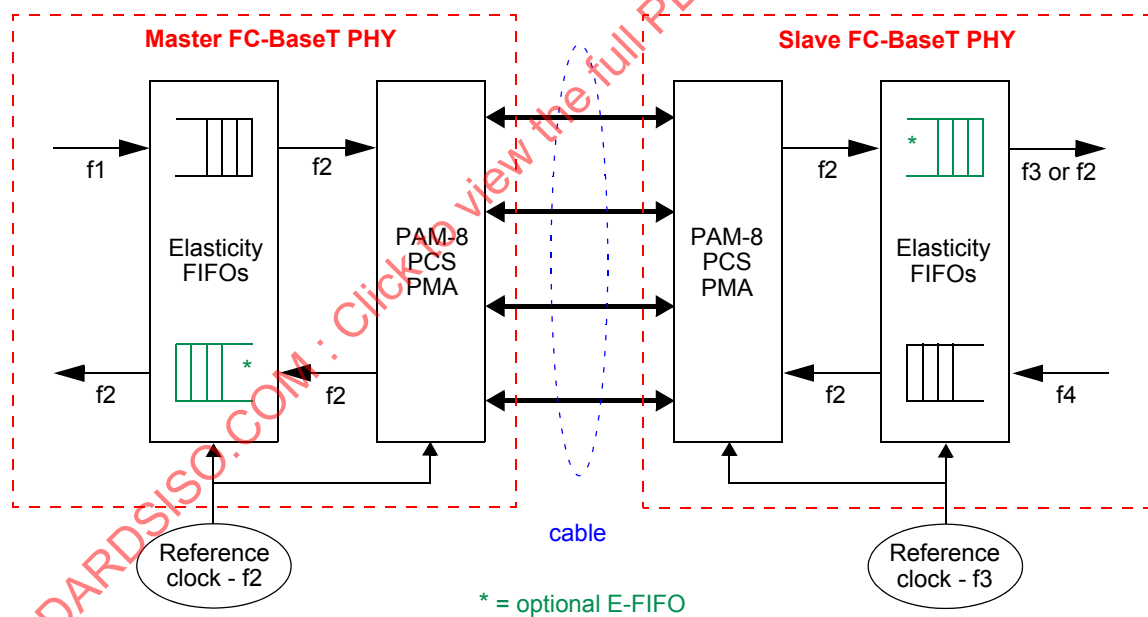 Master FC-BaseT PHY
Slave FC-BaseT PHY
f1
Elasticity
FIFOs
f2
*
f2
f2
PAM-8
PCS
PMA
PAM-8
PCS
PMA
f2
f2
*
Elasticity
FIFOs
f3 or f2
f4
Reference
clock - f2
cable
Reference
clock - f3
* = optional E-FIFO
DARDSISO.COM : Click to view the full